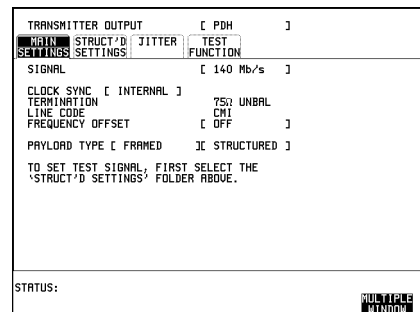 TRANSMITTER OUTPUT [ PDH ]
MAIN SETTINGS STRUCT'D SETTINGS JITTER TEST FUNCTION
SIGNAL [ 140 Mb/s ]
CLOCK SYNC [ INTERNAL ]
TERMINATION 75Ω UNBAL
LINE CODE CMI
FREQUENCY OFFSET [ OFF ]
PAYLOAD TYPE [ FRAMED ][ STRUCTURED ]
TO SET TEST SIGNAL, FIRST SELECT THE
'STRUCT'D SETTINGS' FOLDER ABOVE.
STATUS:
MULTIPLE
WINDOW